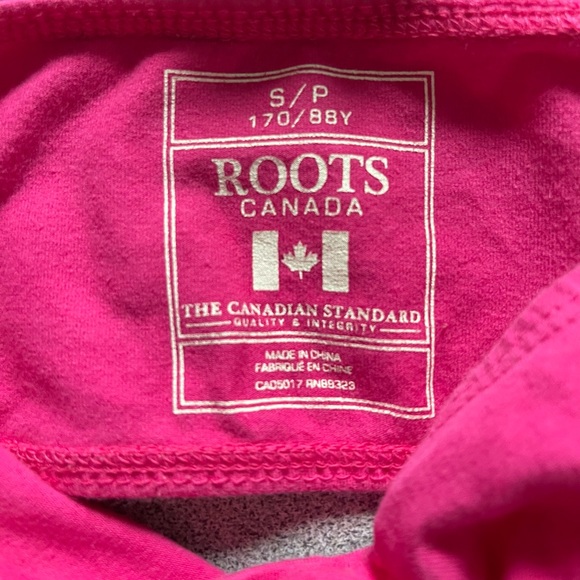 S/P
170/88Y
ROOTS
CANADA
THE CANADIAN STANDARD
QUALITY & INTEGRITY
MADE IN CHINA
FABRIQUÉ EN CHINE
CA05017 RN89323